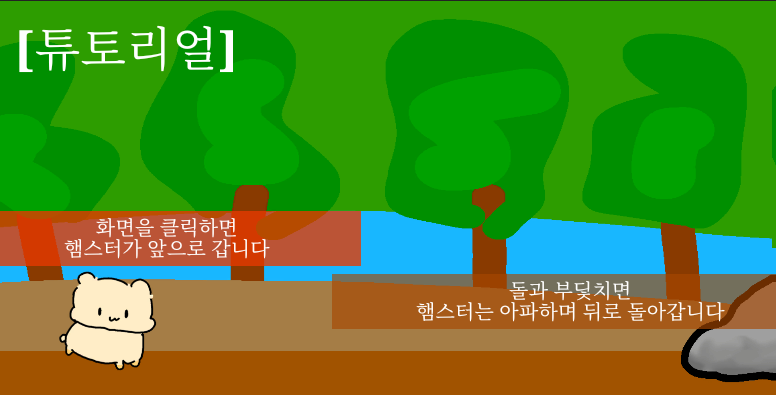 [튜토리얼]
화면을 클릭하면
햄스터가 앞으로 갑니다
돌과 부딪치면
햄스터는 아파하며 뒤로 돌아갑니다